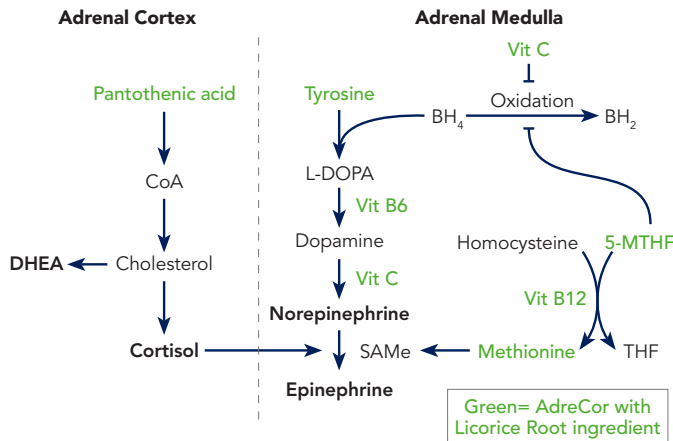 Adrenal Cortex
Adrenal Medulla
Vit C
Pantothenic acid
Tyrosine
Oxidation
BH₄
BH₂
CoA
L-DOPA
Vit B6
Dopamine
Homocysteine
5-MTHF
DHEA
Cholesterol
Vit C
Vit B12
Norepinephrine
Cortisol
SAMe
Methionine
THF
Epinephrine
Green= AdreCor with
Licorice Root ingredient